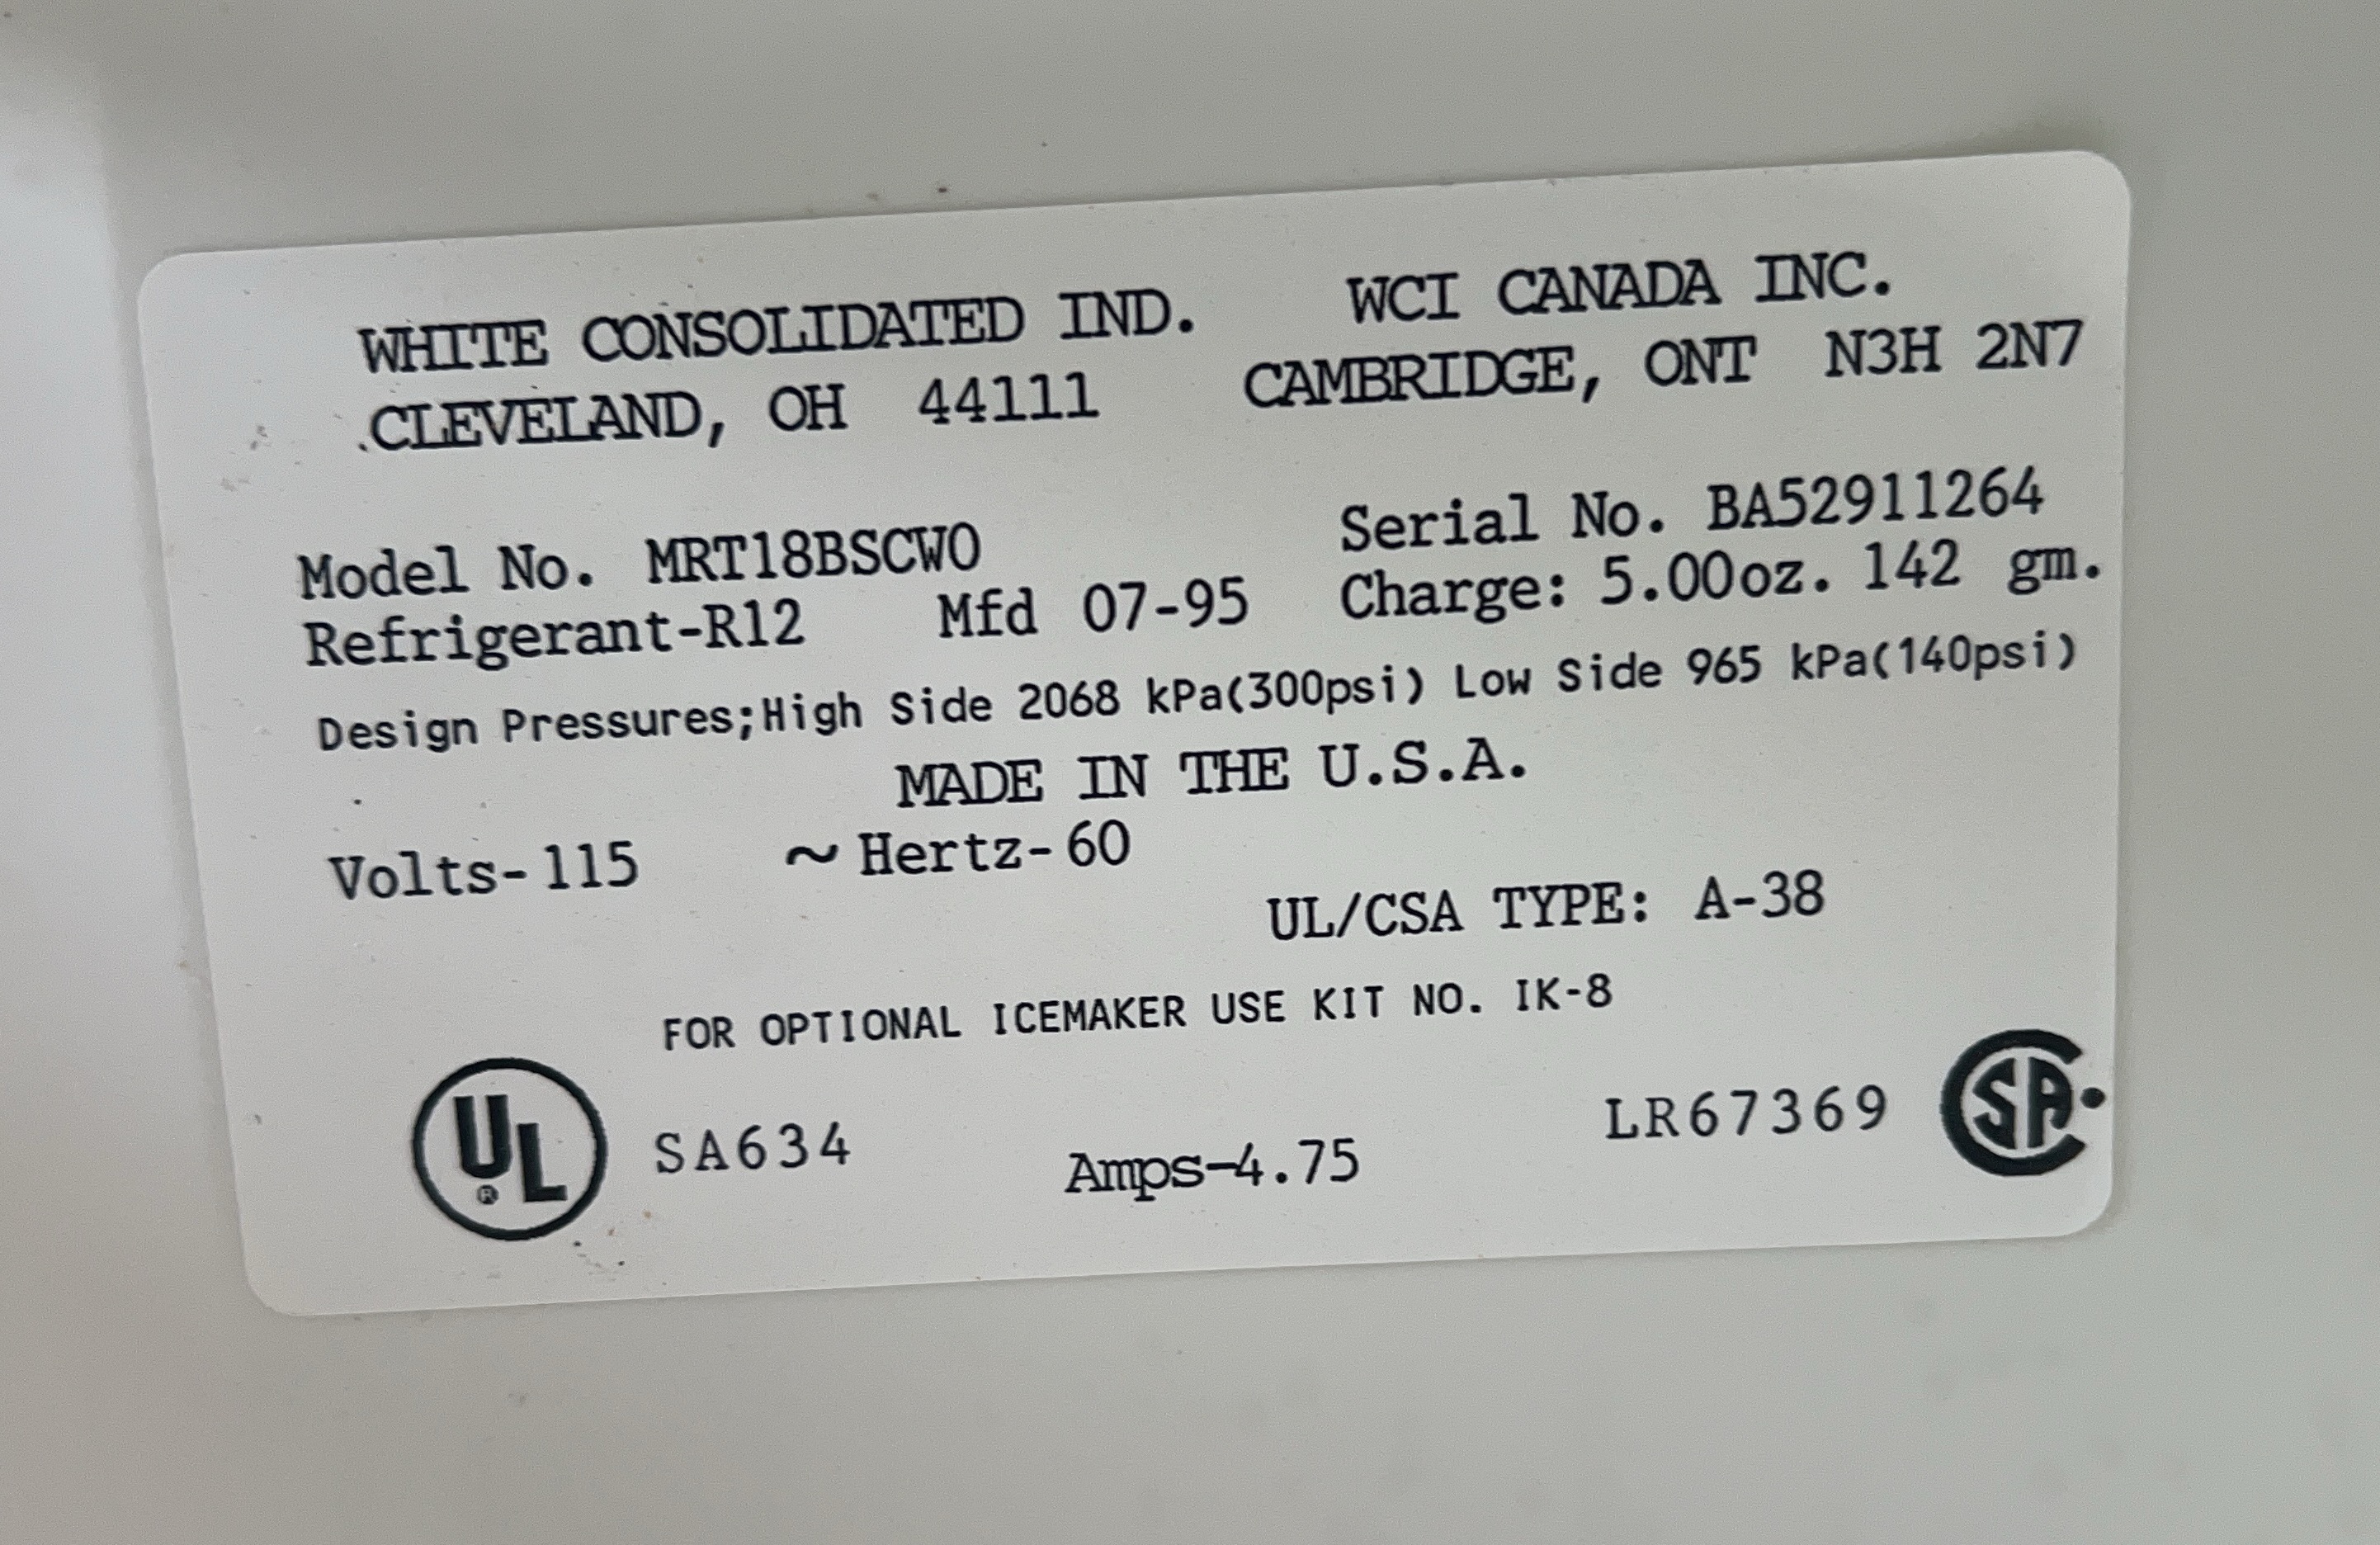 WHITE CONSOLIDATED IND. WCI CANADA INC.
CLEVELAND, OH 44111 CAMBRIDGE, ONT N3H 2N7
Model No. MRT18BSCW0 Serial No. BA52911264
Refrigerant-R12 Mfd 07-95 Charge: 5.00oz. 142 gm.
Design Pressures;High Side 2068 kPa(300psi) Low Side 965 kPa(140psi)
MADE IN THE U.S.A.
Volts-115 ~ Hertz-60
UL/CSA TYPE: A-38
FOR OPTIONAL ICEMAKER USE KIT NO. IK-8
UL ® SA634 Amps-4.75 LR67369 CSA